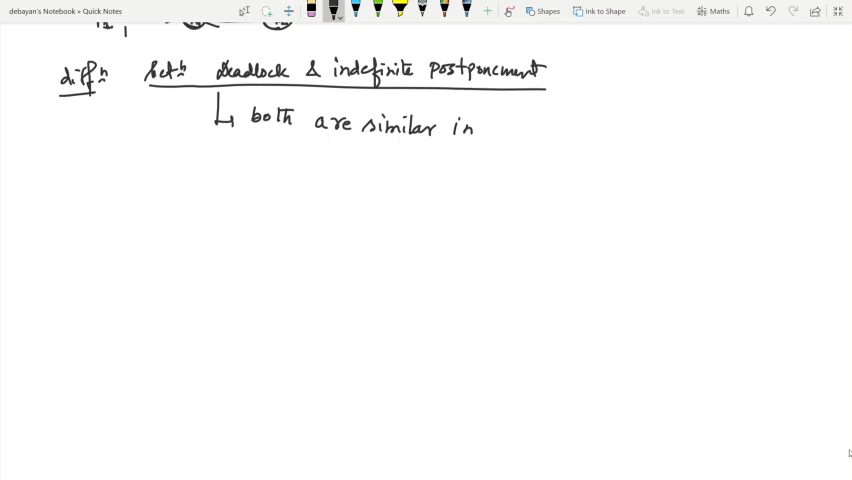 debayan's Notebook » Quick Notes
Shapes Ink to Shape Ink to Text Maths
diffn betn Deadlock & indefinite postponement
both are similar in